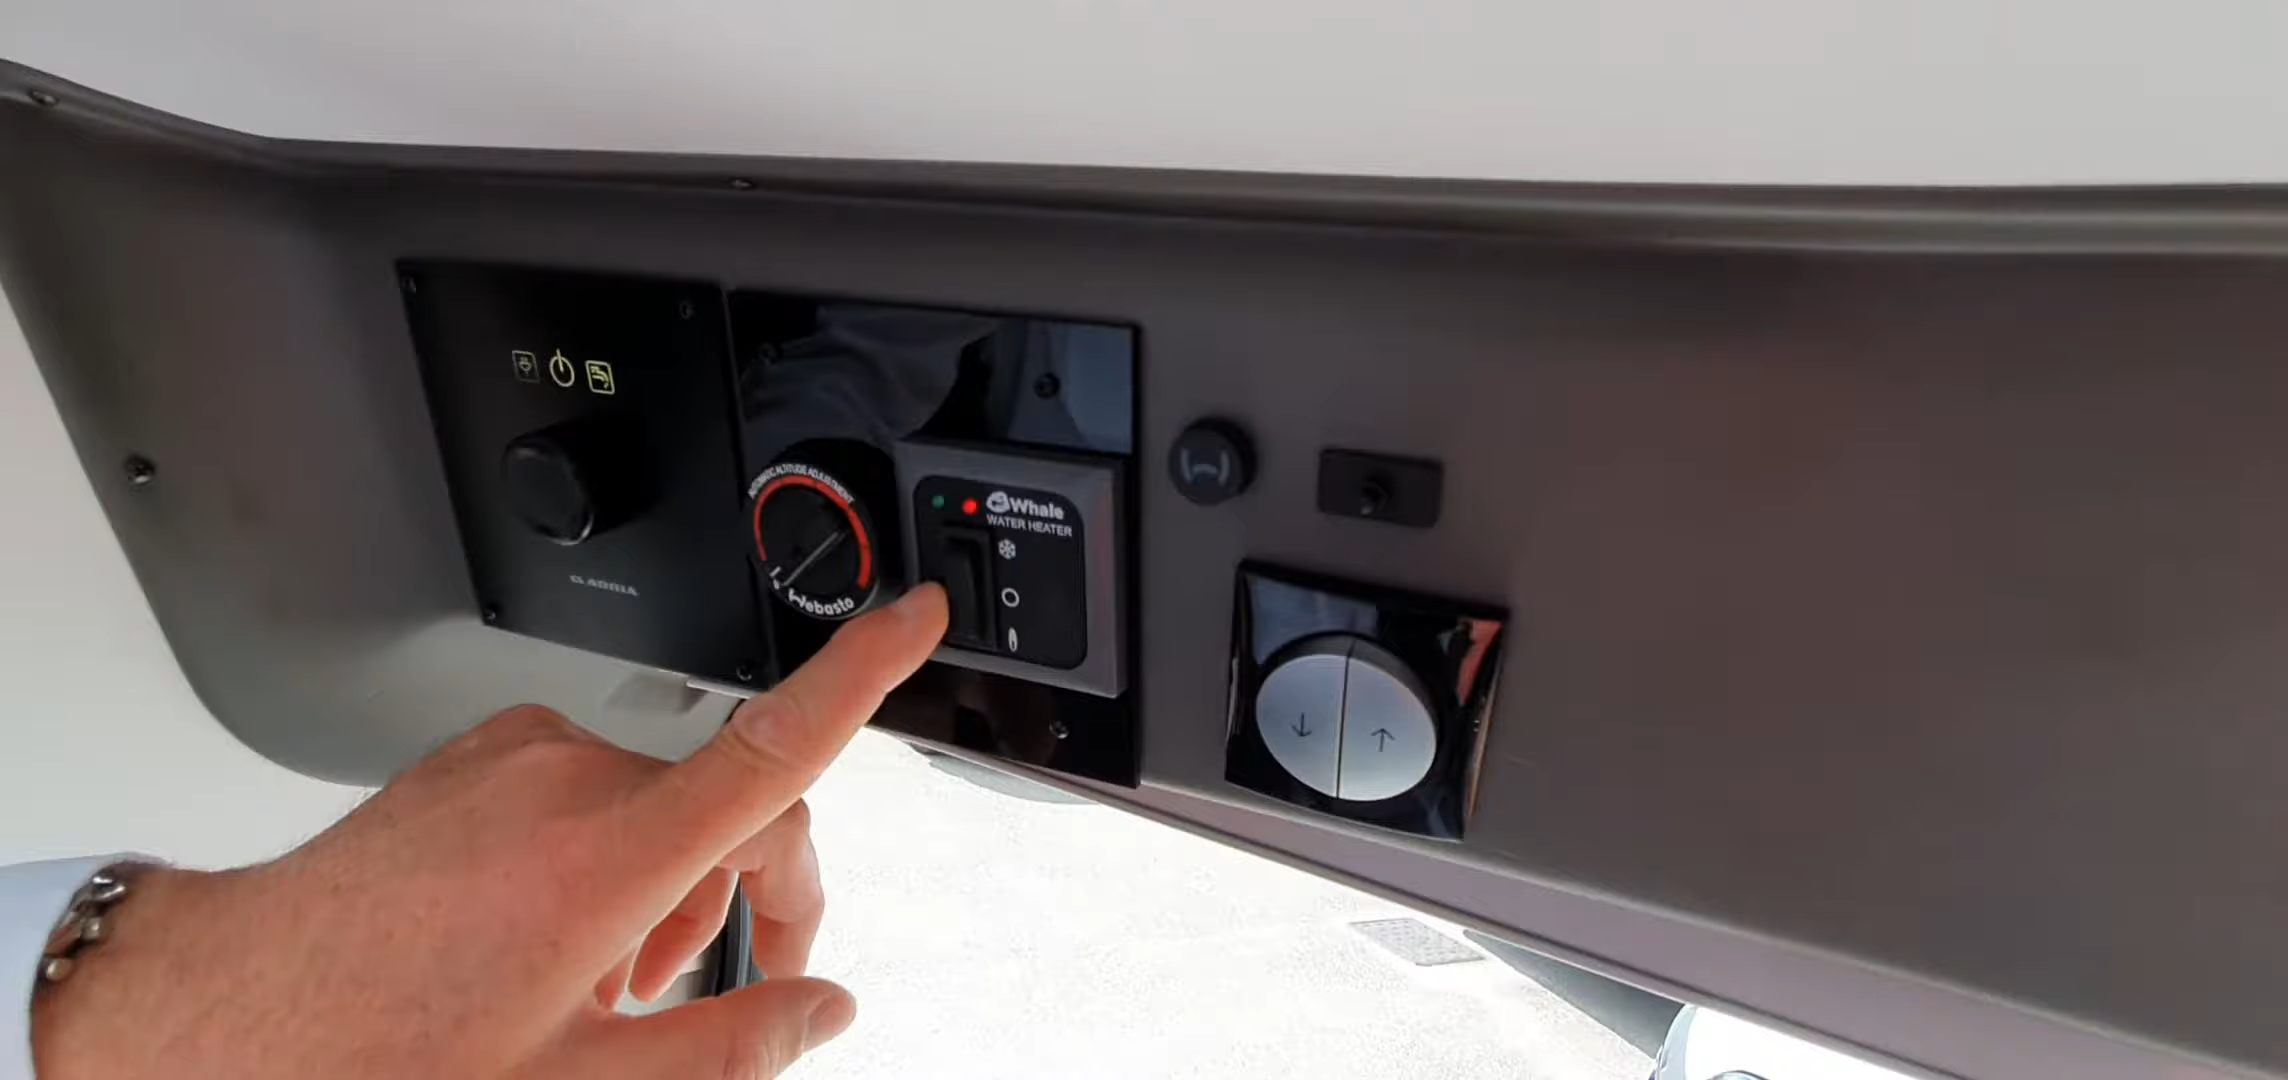 ADRIA
AUTOMATIC ALTITUDE ADJUSTMENT
Webasto
Whale
WATER HEATER